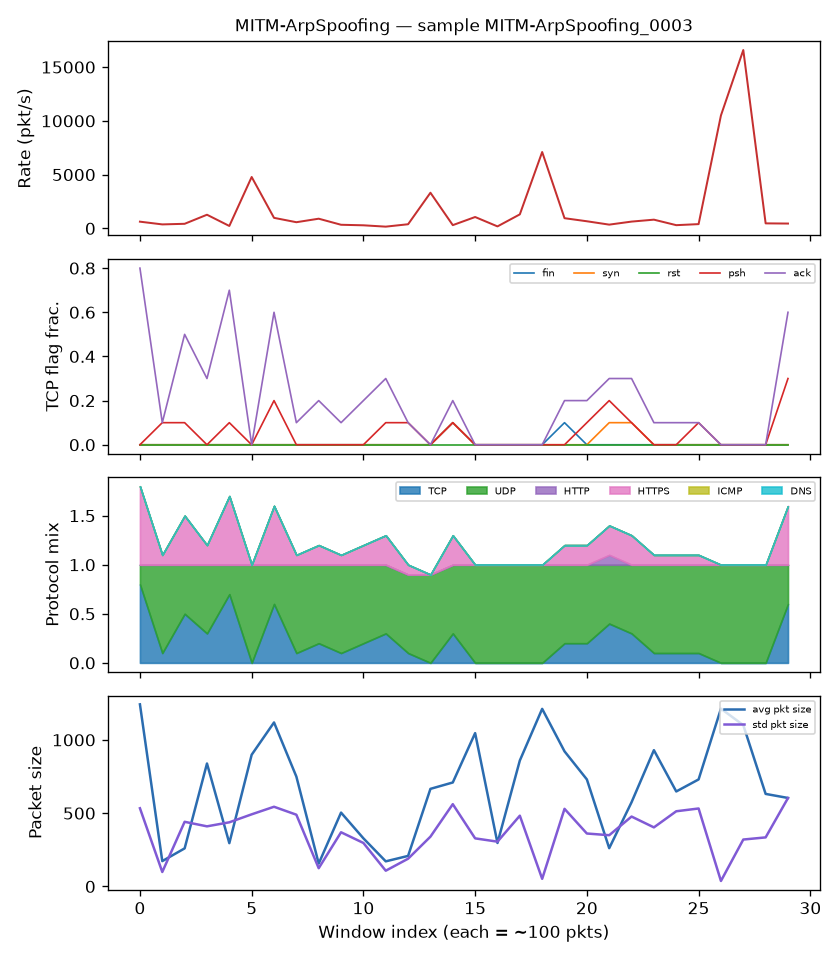 MITM-ArpSpoofing — sample MITM-ArpSpoofing_0003
Rate (pkt/s)
15000
10000
5000
0
TCP flag frac.
0.8
0.6
0.4
0.2
0.0
fin syn rst psh ack
Protocol mix
1.5
1.0
0.5
0.0
TCP UDP HTTP HTTPS ICMP DNS
Packet size
1000
500
0
avg pkt size
std pkt size
0 5 10 15 20 25 30
Window index (each = ~100 pkts)